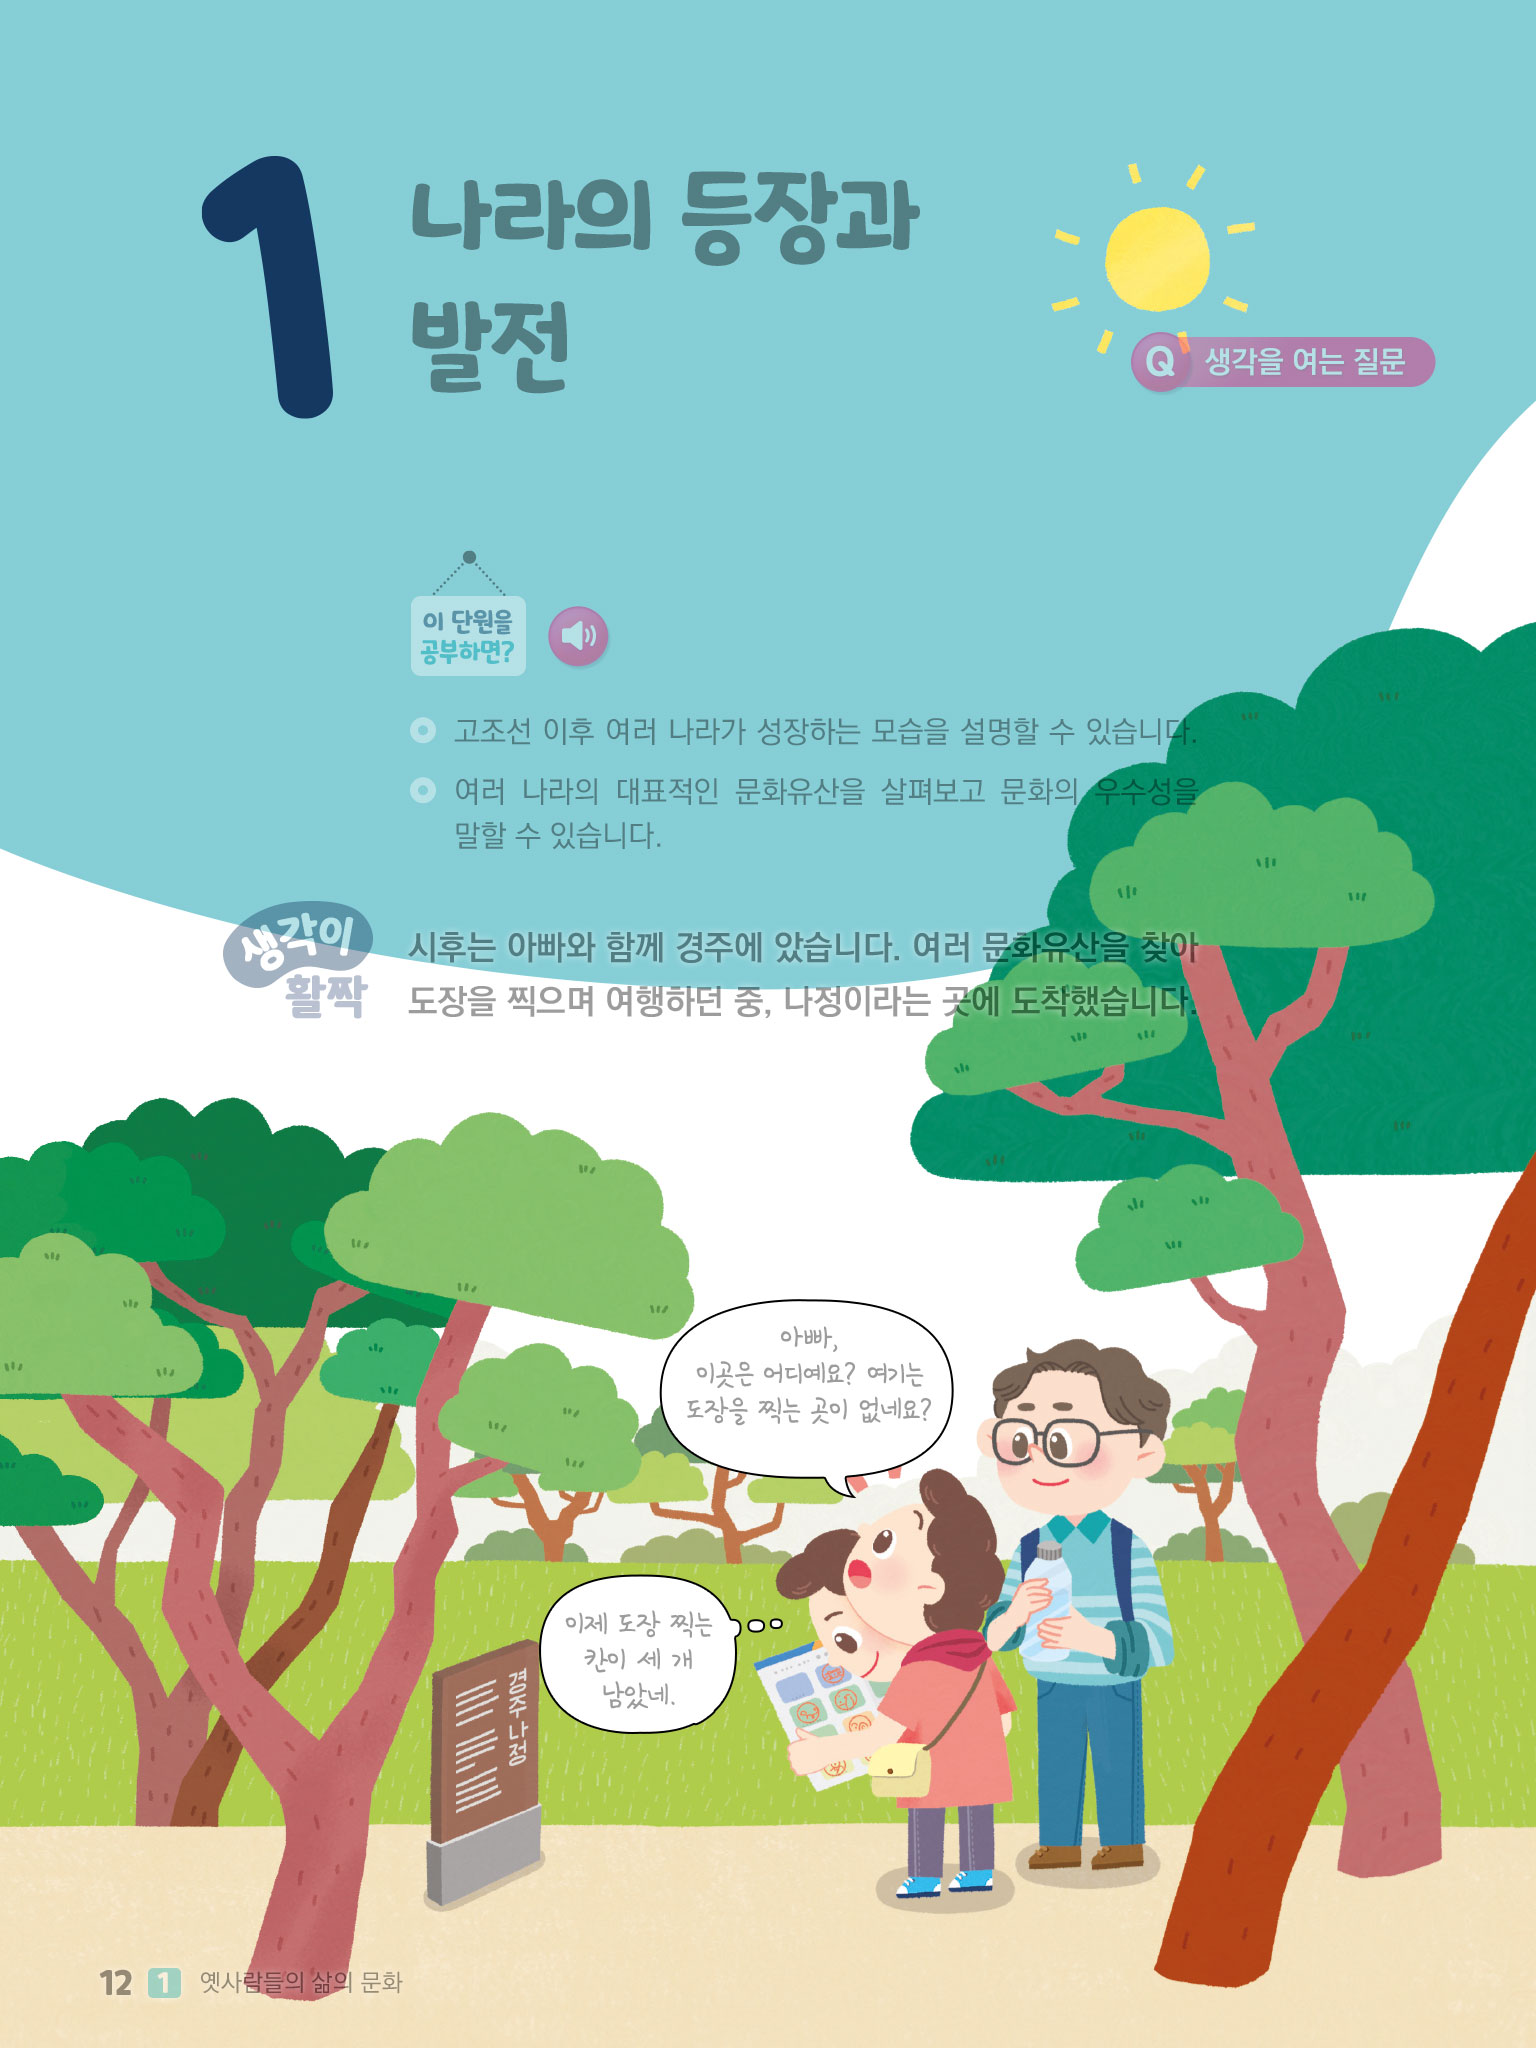 1
나라의 등장과
발전
Q 생각을 여는 질문
이 단원을
공부하면?
고조선 이후 여러 나라가 성장하는 모습을 설명할 수 있습니다.
여러 나라의 대표적인 문화유산을 살펴보고 문화의 우수성을
말할 수 있습니다.
생각이
활짝
시후는 아빠와 함께 경주에 았습니다. 여러 문화유산을 찾아
도장을 찍으며 여행하던 중, 나정이라는 곳에 도착했습니다.
아빠,
이곳은 어디예요? 여기는
도장을 찍는 곳이 없네요?
이제 도장 찍는
칸이 세 개
남았네.
경주나정
12 1 옛사람들의 삶의 문화